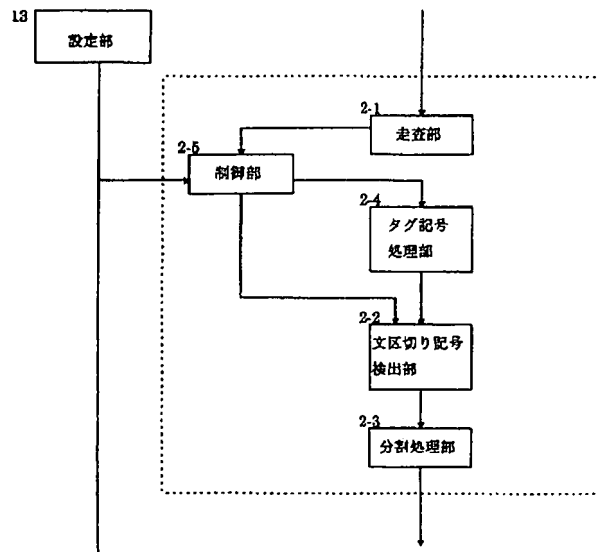 13
設定部
2-1
走査部
2-5
制御部
2-4
タグ記号
処理部
2-2
文区切り記号
検出部
2-3
分割処理部